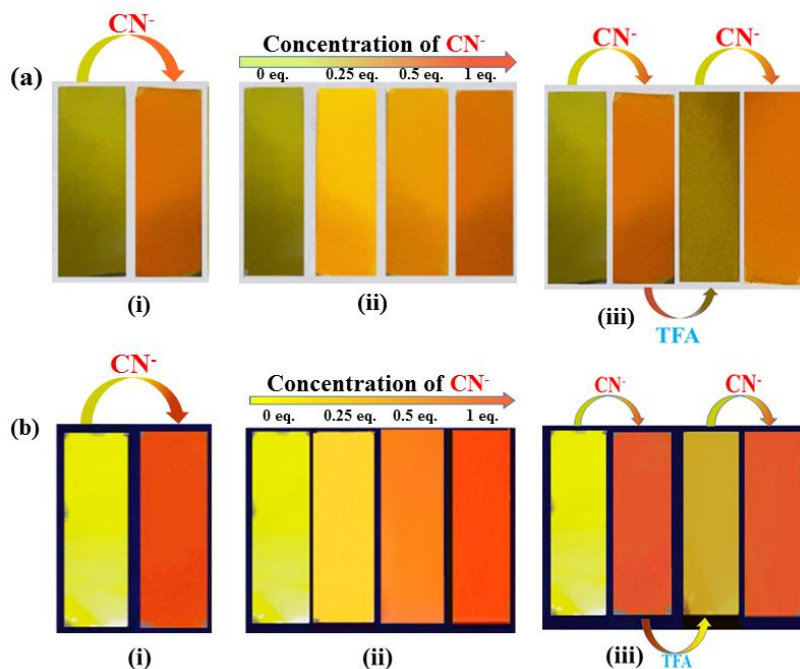 CN⁻
(a)
Concentration of CN⁻
0 eq. 0.25 eq. 0.5 eq. 1 eq.
CN⁻ CN⁻
(i)
(ii)
(iii)
TFA
CN⁻
(b)
Concentration of CN⁻
0 eq. 0.25 eq. 0.5 eq. 1 eq.
CN⁻ CN⁻
(i)
(ii)
(iii)
TFA